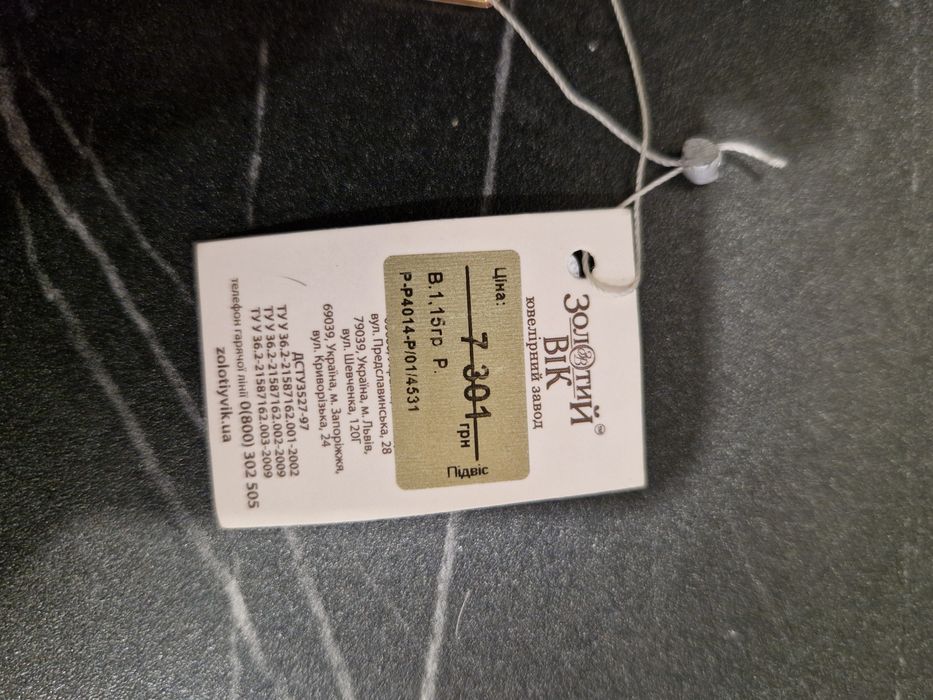 ЗОЛОТИЙ
ВІК
ювелірний завод
Ціна: 7 301 грн
Підвіс
В.1,15гр Р.
Р-Р4014-Р/01/4531
вул. Предславинська, 28
79039, Україна, м. Львів,
вул. Шевченка, 120Г
69039, Україна, м. Запоріжжя,
вул. Криворізька, 24
ДСТУ3527-97
ТУ У 36.2-21587162.001-2002
ТУ У 36.2-21587162.002-2009
ТУ У 36.2-21587162.003-2009
телефон гарячої лінії 0(800) 302 505
zolotiyvik.ua